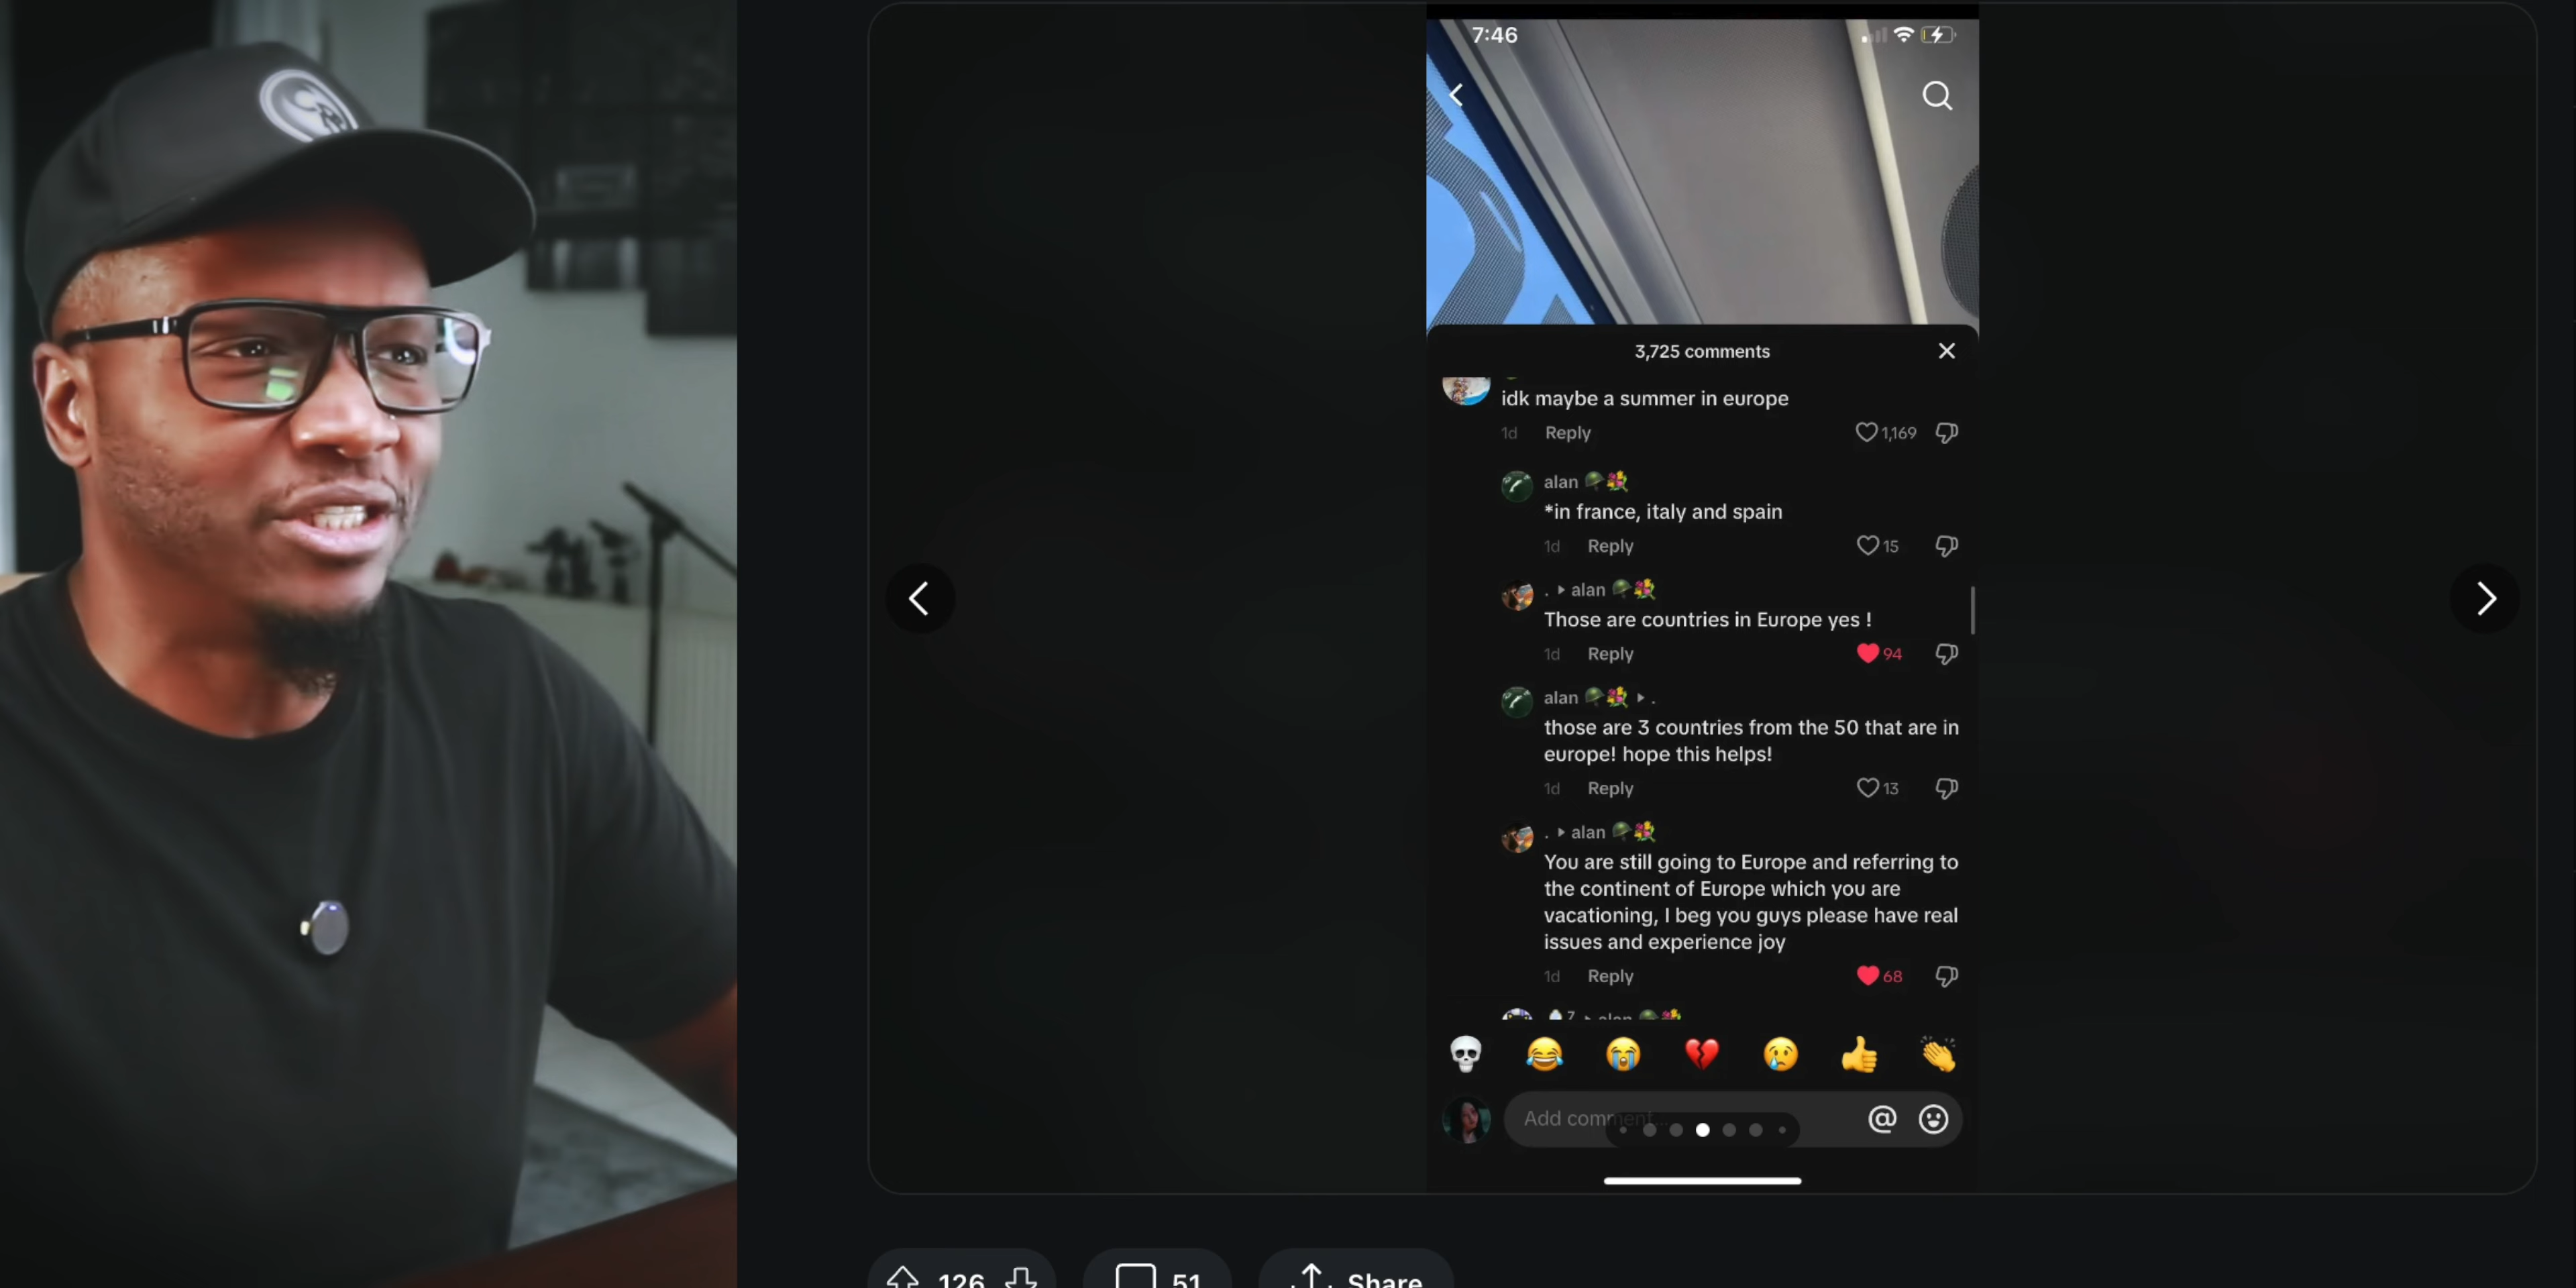 7:46
3,725 comments
idk maybe a summer in europe
1d Reply 1,169
alan
*in france, italy and spain
1d Reply 15
. ▸ alan
Those are countries in Europe yes !
1d Reply 94
alan ▸ .
those are 3 countries from the 50 that are in
europe! hope this helps!
1d Reply 13
. ▸ alan
You are still going to Europe and referring to
the continent of Europe which you are
vacationing, I beg you guys please have real
issues and experience joy
1d Reply 68
7 ▸ alan
Add comment...
126 51 Share